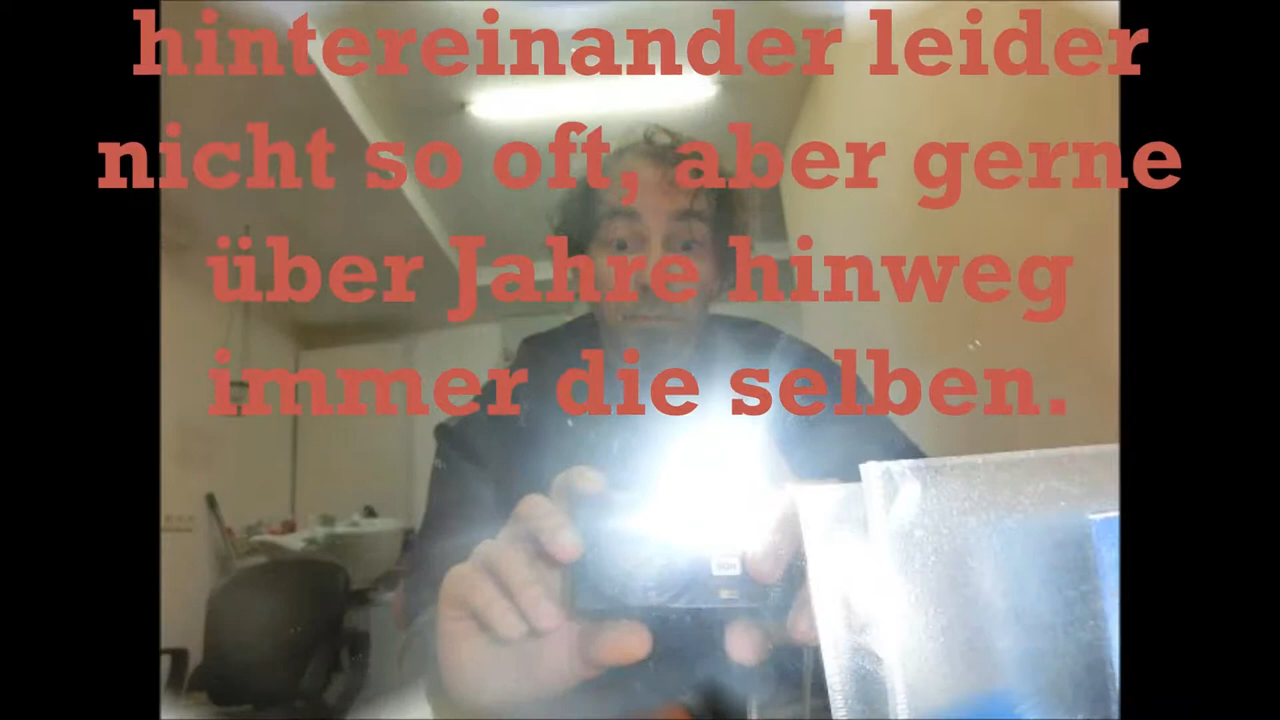 hintereinander leider
nicht so oft, aber gerne
über Jahre hinweg
immer die selben.